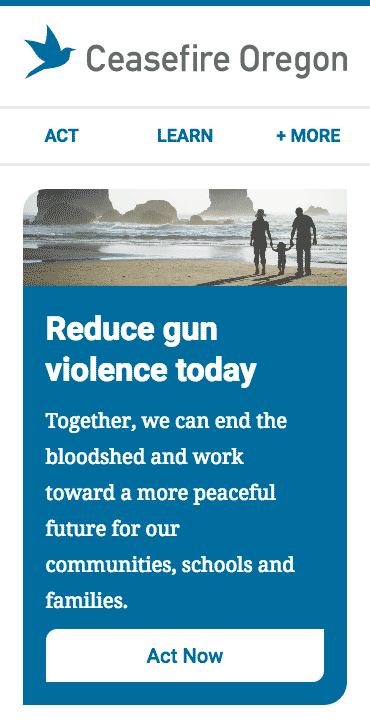 Ceasefire Oregon
ACT LEARN + MORE
Reduce gun
violence today
Together, we can end the
bloodshed and work
toward a more peaceful
future for our
communities, schools and
families.
Act Now